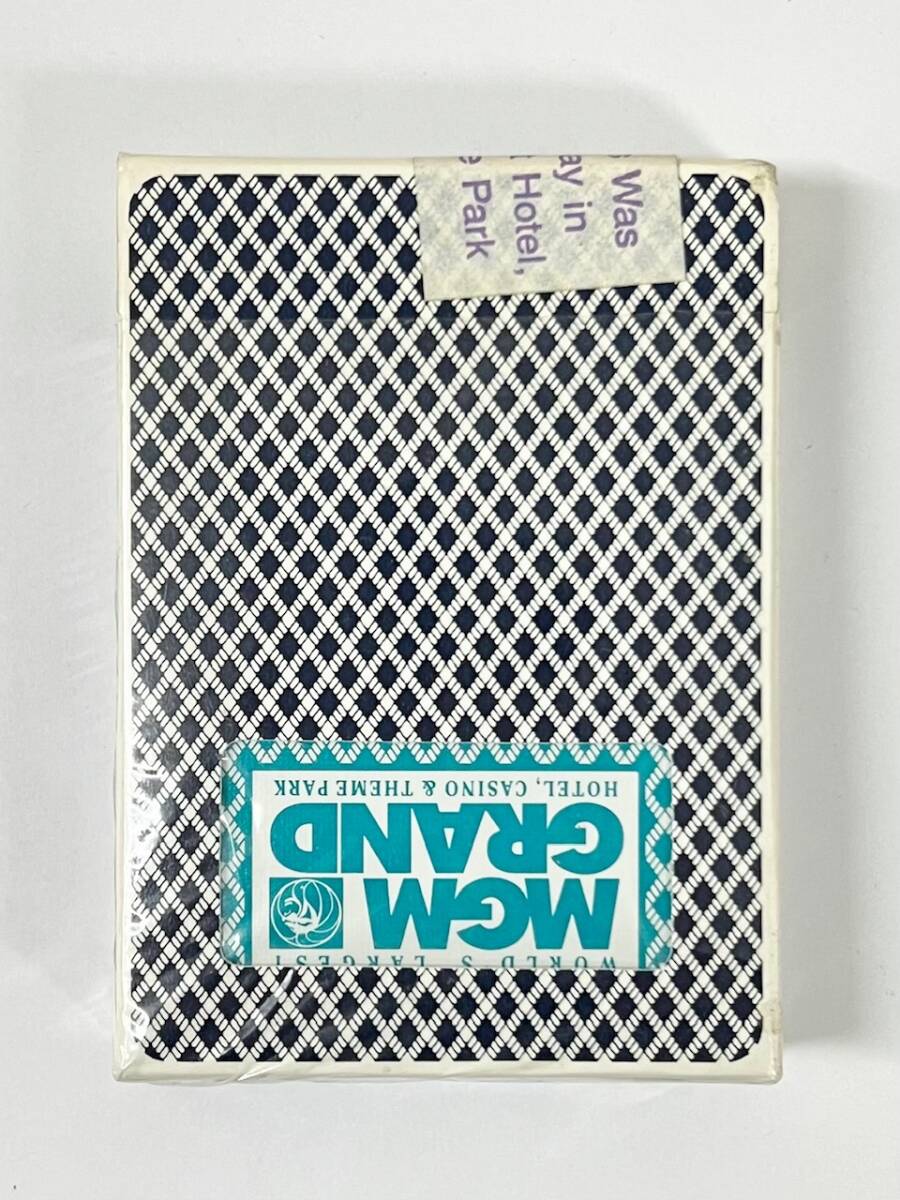 s Was
ay in
Hotel,
e Park
WORLD'S LARGEST
MGM
GRAND
HOTEL, CASINO & THEME PARK